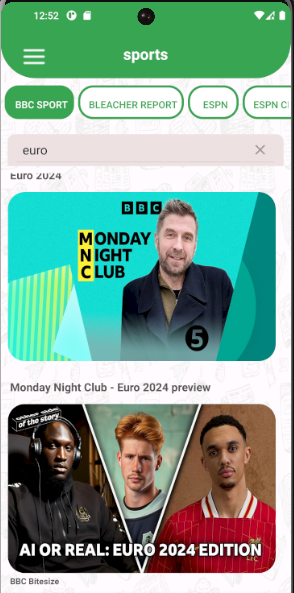 12:52
sports
BBC SPORT
BLEACHER REPORT
ESPN
ESPN C
euro
Euro 2024
BBC
MONDAY
NIGHT
CLUB
5
Monday Night Club - Euro 2024 preview
of the story
AI OR REAL: EURO 2024 EDITION
BBC Bitesize